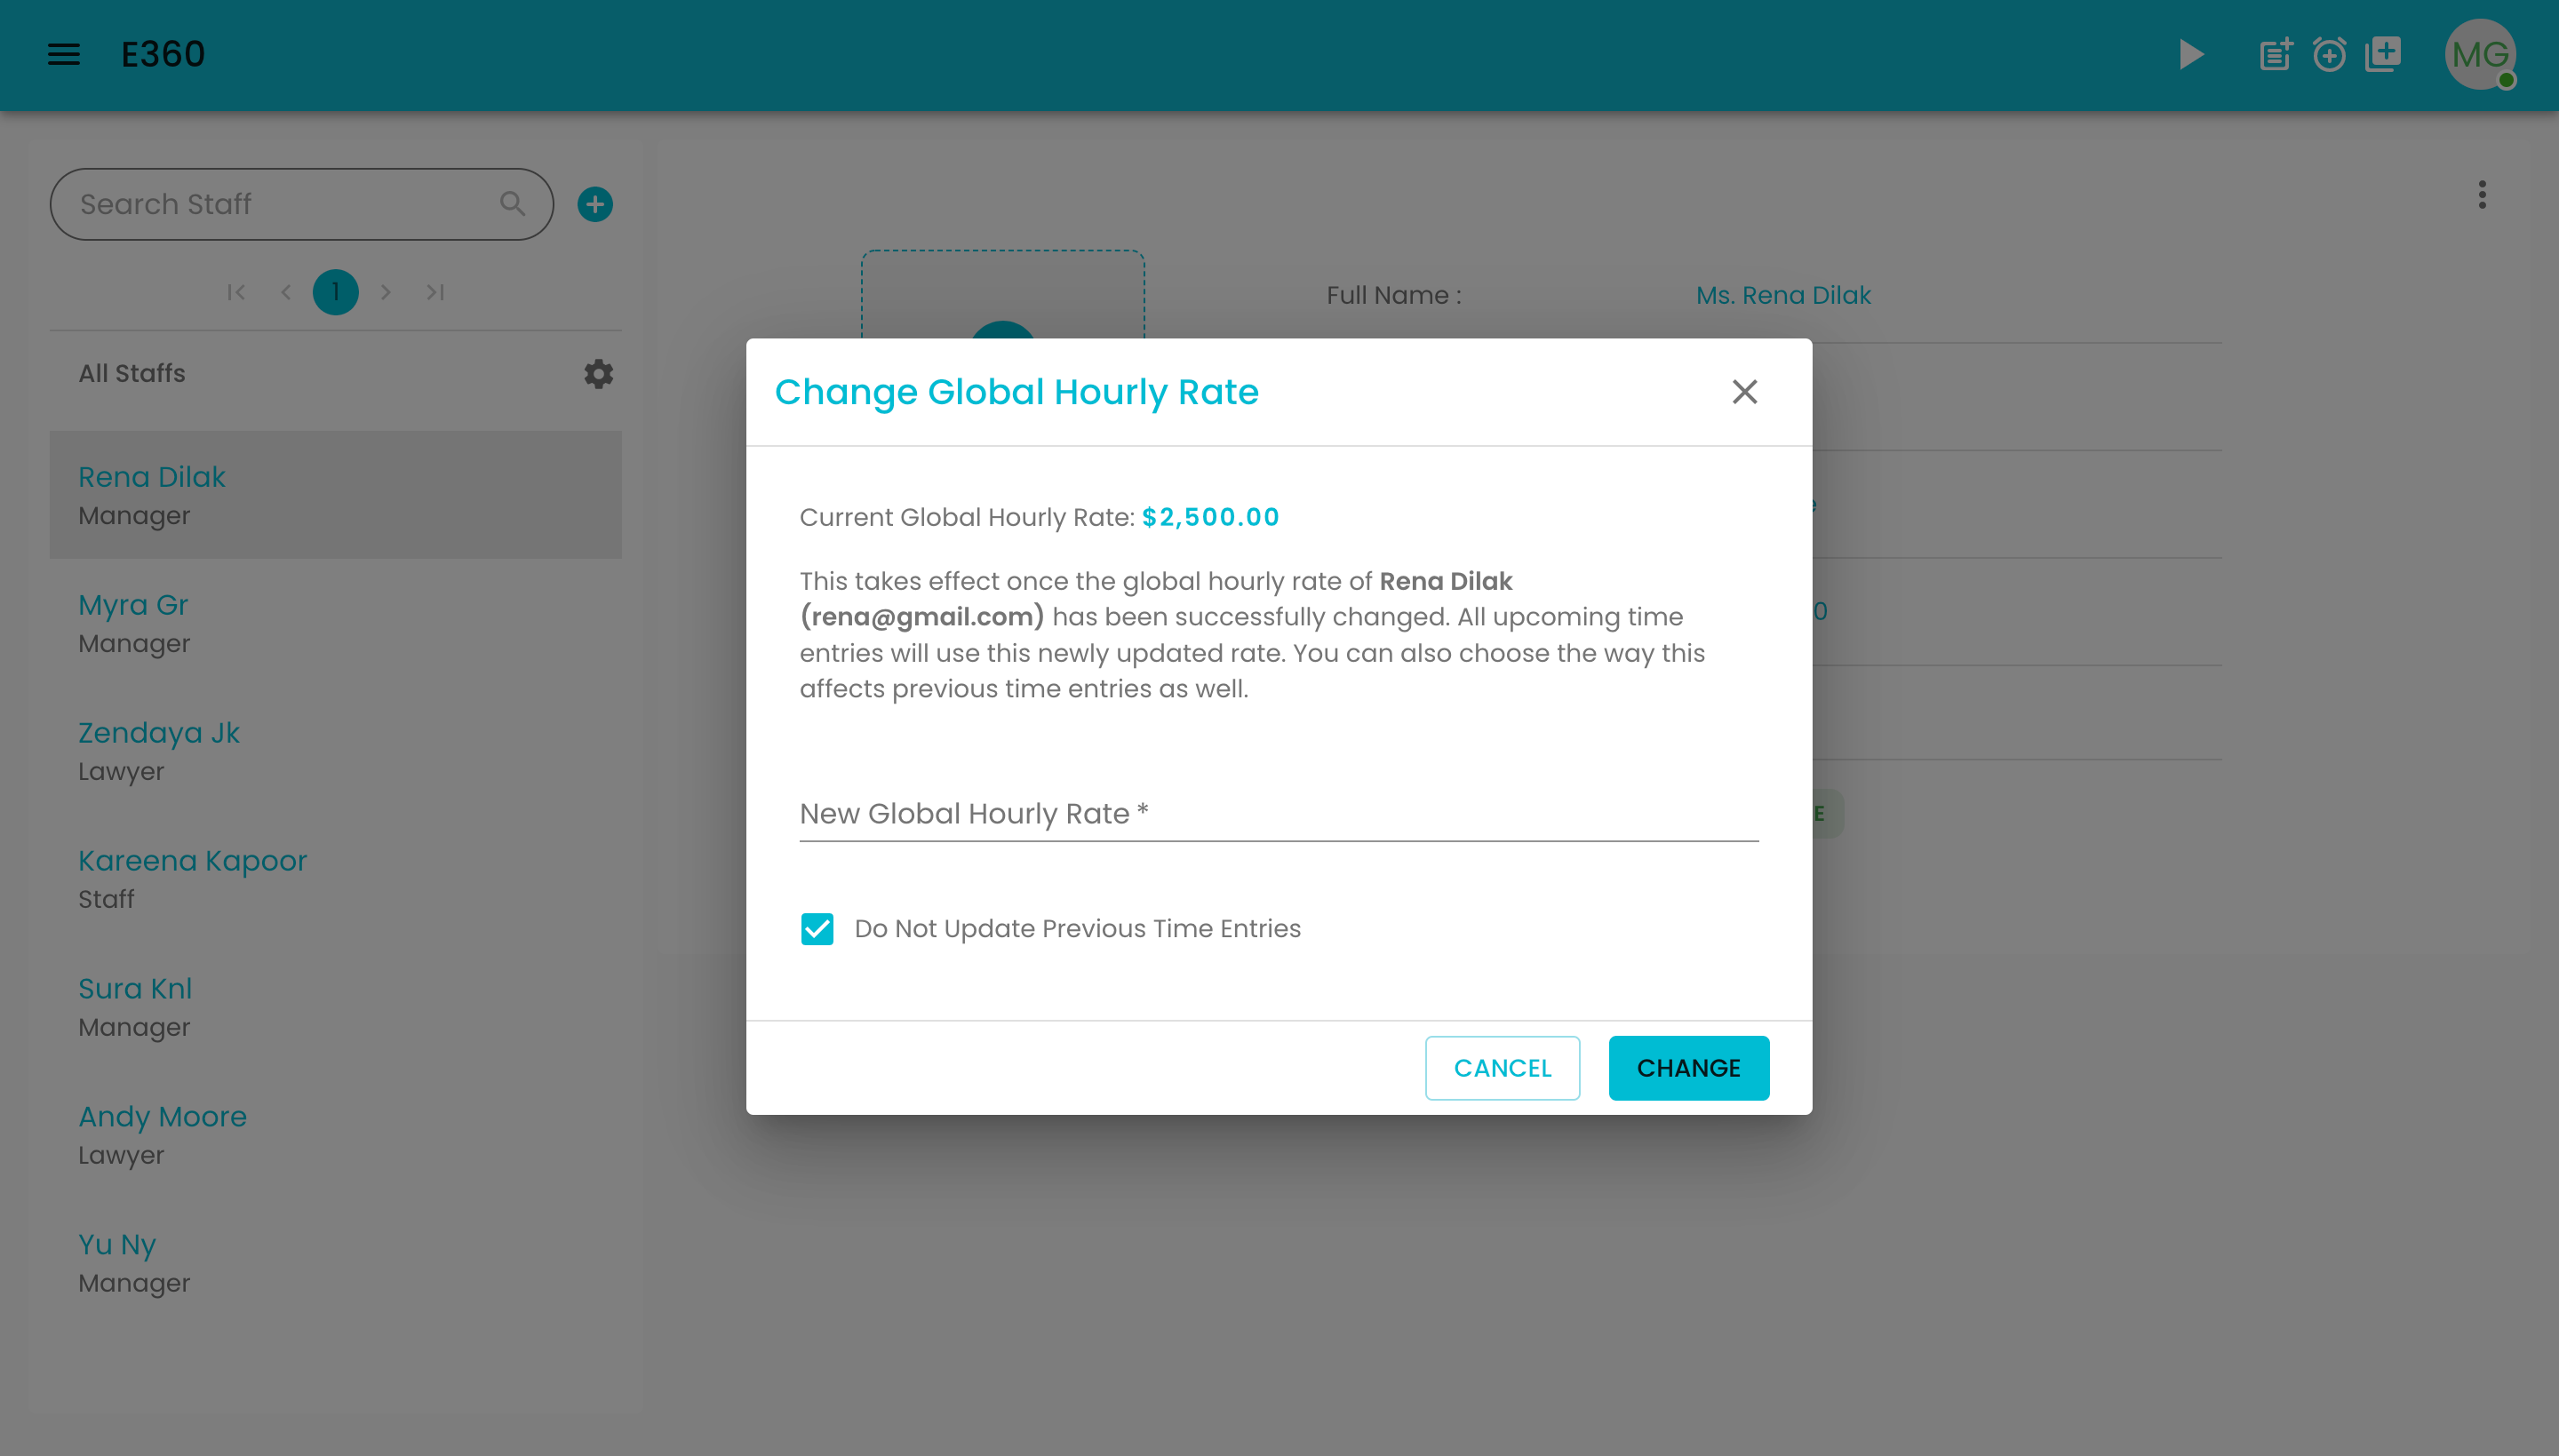 E360
MG
Search Staff
1
All Staffs
Rena Dilak
Manager
Myra Gr
Manager
Zendaya Jk
Lawyer
Kareena Kapoor
Staff
Sura Knl
Manager
Andy Moore
Lawyer
Yu Ny
Manager
Full Name :
Ms. Rena Dilak
Change Global Hourly Rate
Current Global Hourly Rate: $2,500.00
This takes effect once the global hourly rate of Rena Dilak
(rena@gmail.com) has been successfully changed. All upcoming time
entries will use this newly updated rate. You can also choose the way this
affects previous time entries as well.
New Global Hourly Rate *
Do Not Update Previous Time Entries
CANCEL
CHANGE